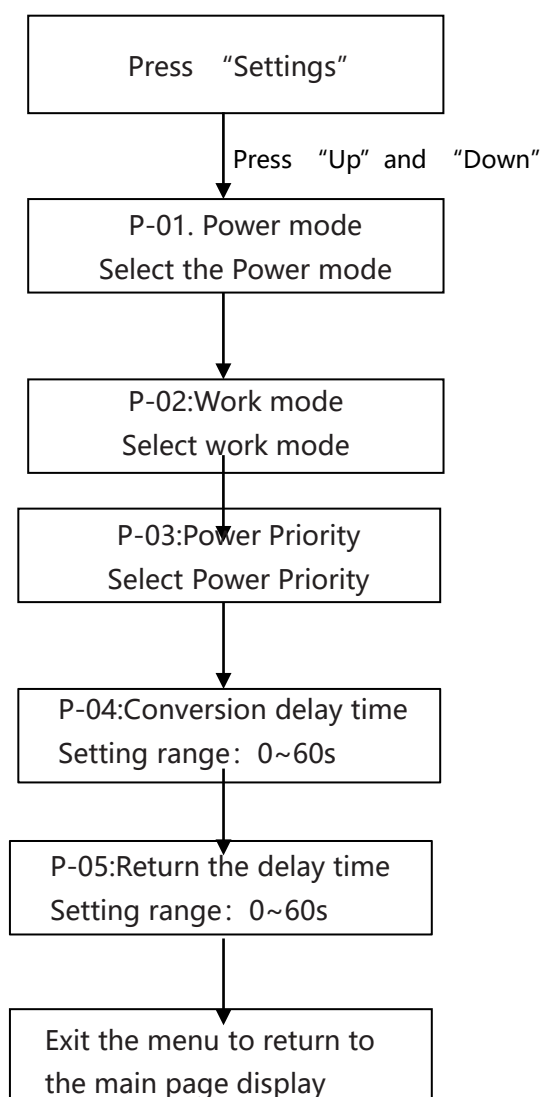 Press “Settings”
Press “Up” and “Down”
P-01. Power mode
Select the Power mode
P-02:Work mode
Select work mode
P-03:Power Priority
Select Power Priority
P-04:Conversion delay time
Setting range：0~60s
P-05:Return the delay time
Setting range：0~60s
Exit the menu to return to
the main page display